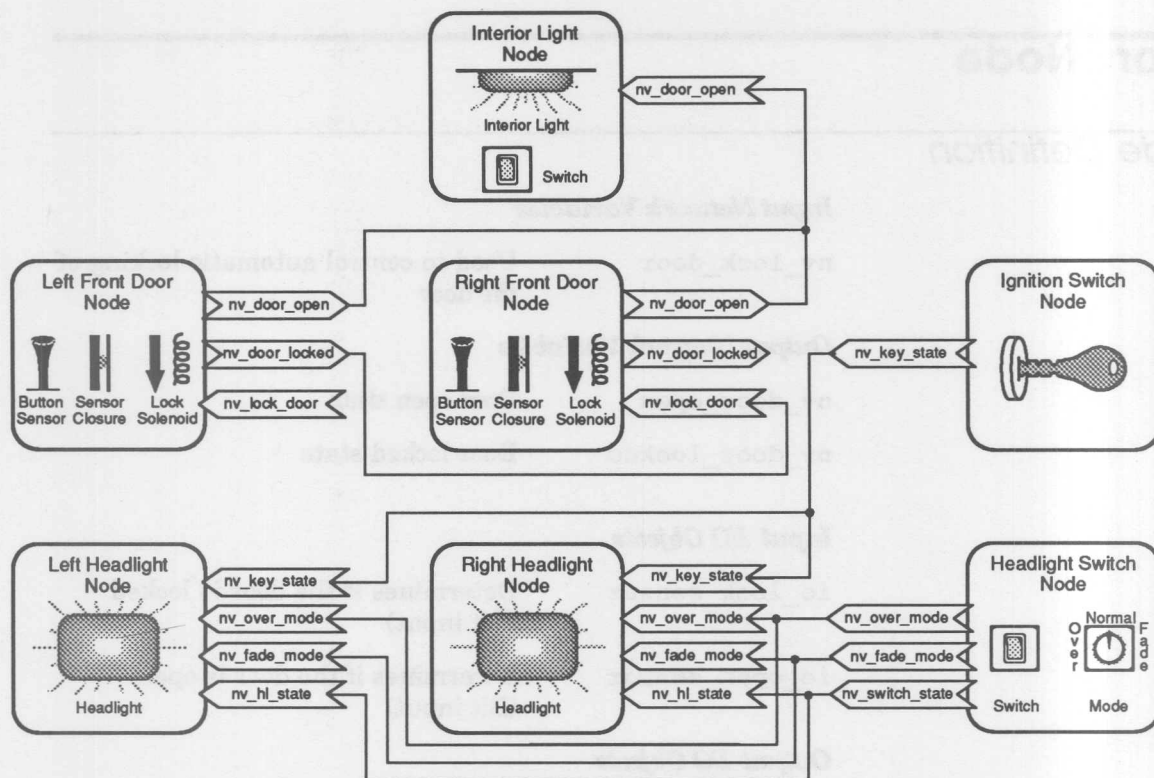 Interior Light
Node
nv_door_open
Interior Light
Switch
Left Front Door
Node
nv_door_open
nv_door_locked
nv_lock_door
Button
Sensor
Sensor
Closure
Lock
Solenoid
Right Front Door
Node
nv_door_open
nv_door_locked
nv_lock_door
Button
Sensor
Sensor
Closure
Lock
Solenoid
Ignition Switch
Node
nv_key_state
Left Headlight
Node
nv_key_state
nv_over_mode
nv_fade_mode
nv_hl_state
Headlight
Right Headlight
Node
nv_key_state
nv_over_mode
nv_fade_mode
nv_hl_state
Headlight
Headlight Switch
Node
nv_over_mode
nv_fade_mode
nv_switch_state
Over
Normal
Fade
Switch
Mode